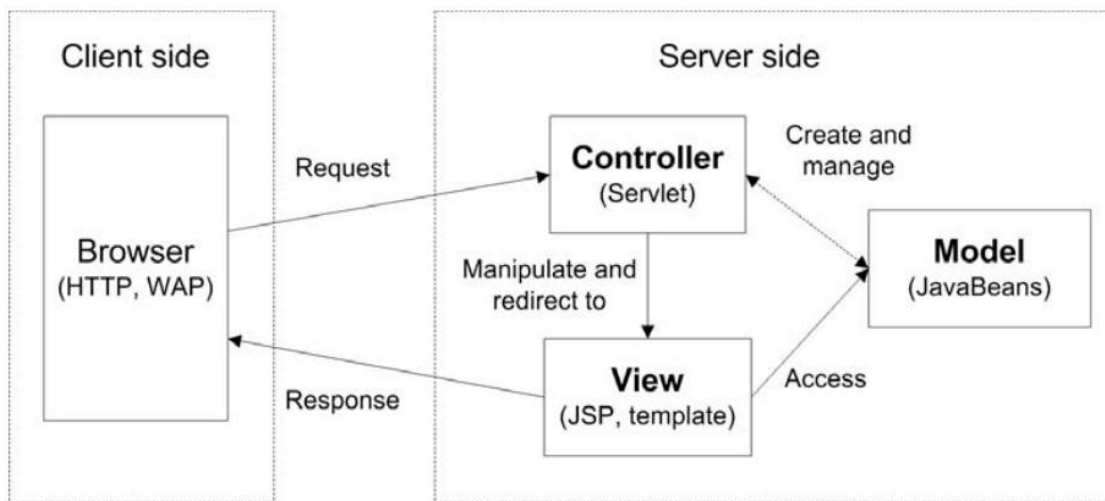 Client side
Server side
Browser
(HTTP, WAP)
Request
Response
Controller
(Servlet)
Create and
manage
Manipulate and
redirect to
Model
(JavaBeans)
View
(JSP, template)
Access